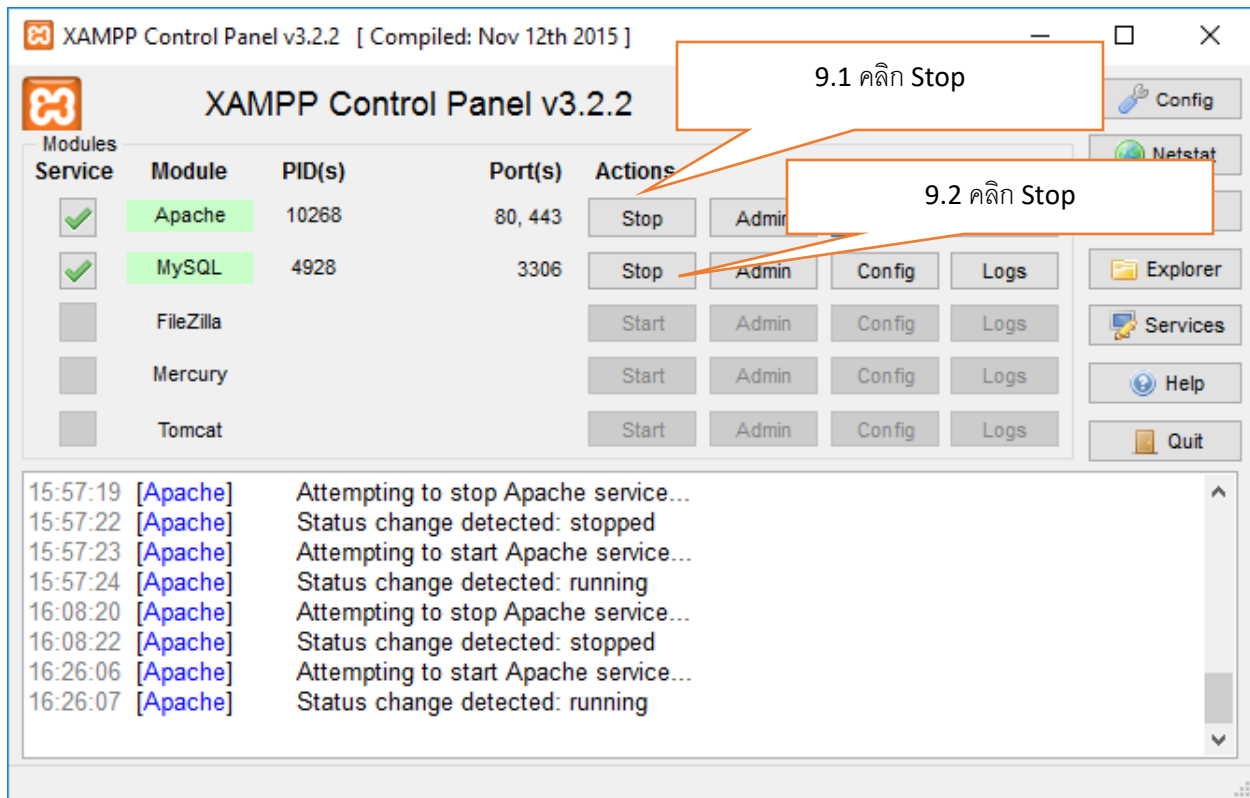 XAMPP Control Panel v3.2.2 [ Compiled: Nov 12th 2015 ]
9.1 คลิก Stop
XAMPP Control Panel v3.2.2
Config
Modules
Netstat
Service Module PID(s) Port(s) Actions
9.2 คลิก Stop
Apache 10268 80, 443 Stop Admin
MySQL 4928 3306 Stop Admin Config Logs Explorer
FileZilla Start Admin Config Logs Services
Mercury Start Admin Config Logs Help
Tomcat Start Admin Config Logs Quit
15:57:19 [Apache] Attempting to stop Apache service...
15:57:22 [Apache] Status change detected: stopped
15:57:23 [Apache] Attempting to start Apache service...
15:57:24 [Apache] Status change detected: running
16:08:20 [Apache] Attempting to stop Apache service...
16:08:22 [Apache] Status change detected: stopped
16:26:06 [Apache] Attempting to start Apache service...
16:26:07 [Apache] Status change detected: running